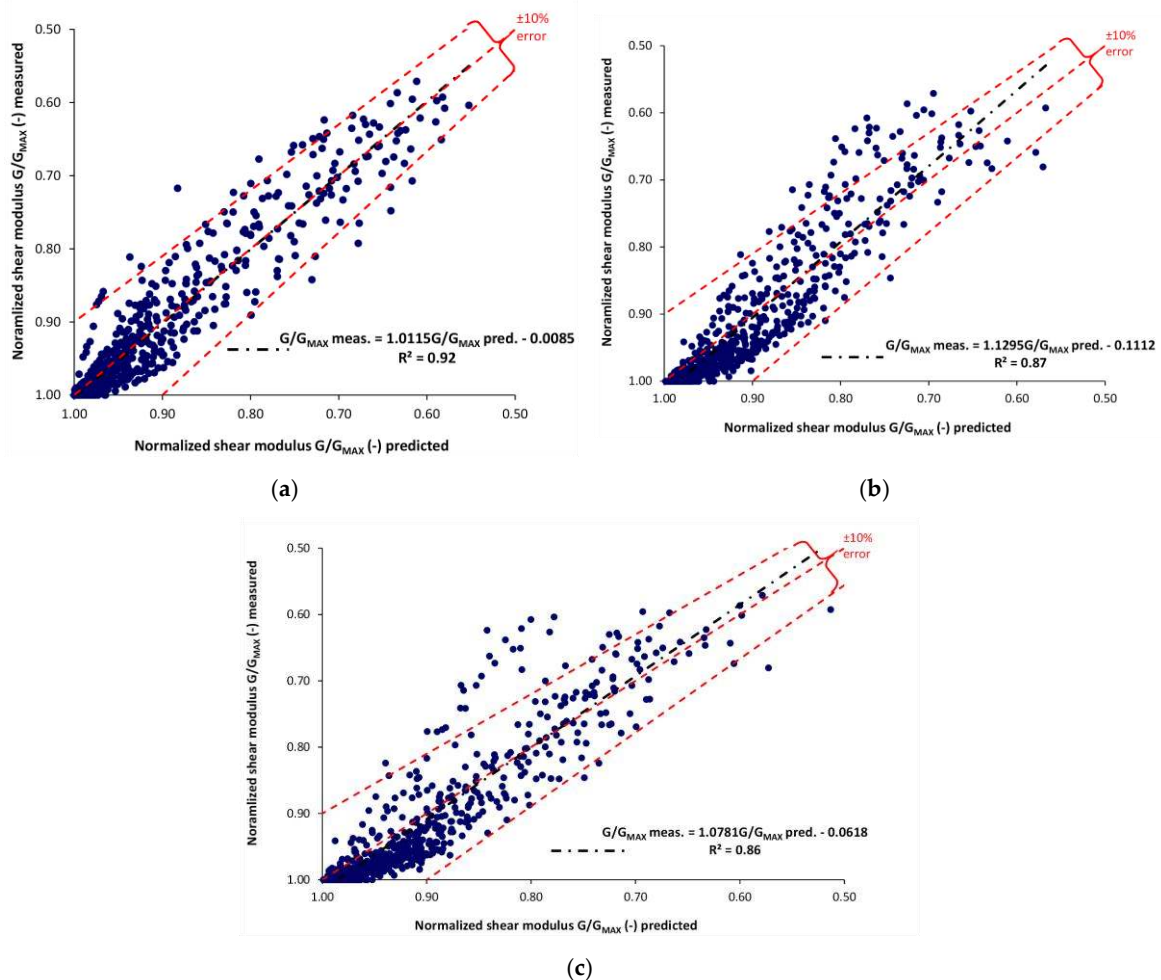 ±10%
error
0.50
0.60
0.70
0.80
0.90
1.00
Noramlized shear modulus G/GMAX (-) measured
G/GMAX meas. = 1.0115G/GMAX pred. - 0.0085
R² = 0.92
1.00 0.90 0.80 0.70 0.60 0.50
Normalized shear modulus G/GMAX (-) predicted
(a)
±10%
error
0.50
0.60
0.70
0.80
0.90
1.00
Noramlized shear modulus G/GMAX (-) measured
G/GMAX meas. = 1.1295G/GMAX pred. - 0.1112
R² = 0.87
1.00 0.90 0.80 0.70 0.60 0.50
Normalized shear modulus G/GMAX (-) predicted
(b)
±10%
error
0.50
0.60
0.70
0.80
0.90
1.00
Noramlized shear modulus G/GMAX (-) measured
G/GMAX meas. = 1.0781G/GMAX pred. - 0.0618
R² = 0.86
1.00 0.90 0.80 0.70 0.60 0.50
Normalized shear modulus G/GMAX (-) predicted
(c)